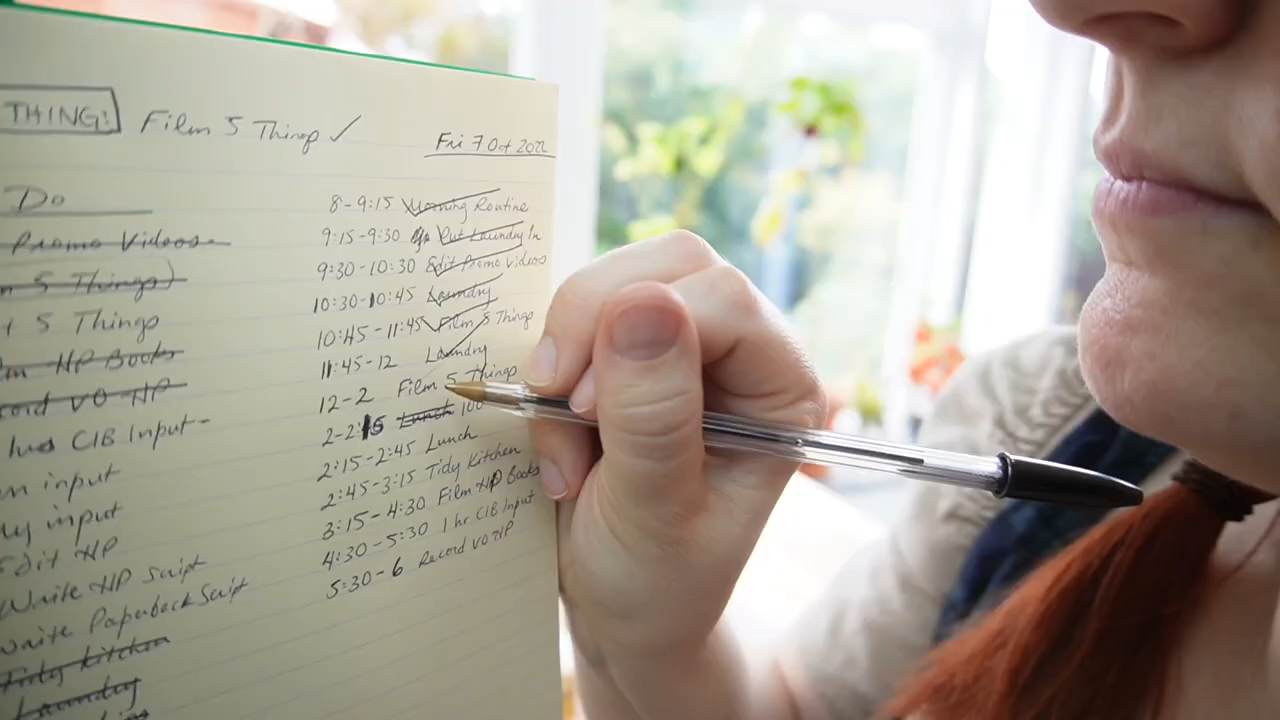 THING: Film 5 Things ✓
Fri 7 Oct 2022
Do
Promo Videos
5 Things)
5 Things
HP Books
VO HP
CIB Input
input
input
Edit HP
Write HP Script
Write Paperback Script
Tidy Kitchen
Laundry
8-9:15 Morning Routine
9:15-9:30 Put Laundry In
9:30-10:30 Edit Promo Videos
10:30-10:45 Laundry
10:45-11:45 Film 5 Things
11:45-12 Laundry
12-2 Film 5 Things
2-2:15 Lunch
2:15-2:45 Lunch
2:45-3:15 Tidy Kitchen
3:15-4:30 Film HP Books
4:30-5:30 1 hr CIB Input
5:30-6 Record VO HP